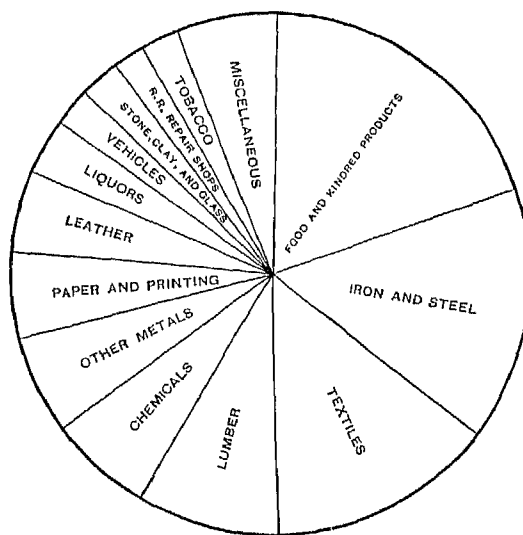 FOOD AND KINDRED PRODUCTS
IRON AND STEEL
TEXTILES
LUMBER
CHEMICALS
OTHER METALS
PAPER AND PRINTING
LEATHER
LIQUORS
VEHICLES
STONE, CLAY, AND GLASS
R.R. REPAIR SHOPS
TOBACCO
MISCELLANEOUS